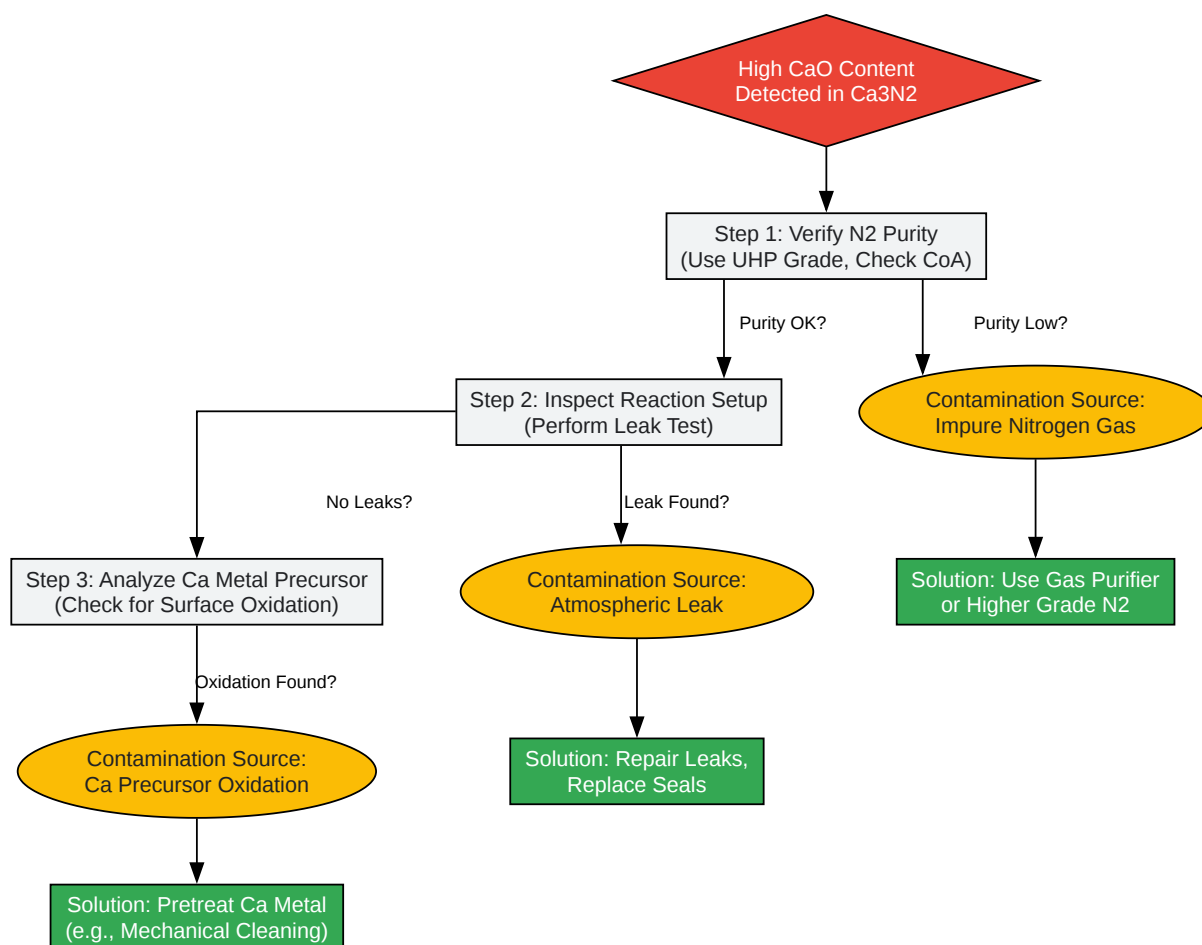 High CaO Content
Detected in Ca3N2
Step 1: Verify N2 Purity
(Use UHP Grade, Check CoA)
Purity OK?
Purity Low?
Step 2: Inspect Reaction Setup
(Perform Leak Test)
Contamination Source:
Impure Nitrogen Gas
No Leaks?
Leak Found?
Step 3: Analyze Ca Metal Precursor
(Check for Surface Oxidation)
Contamination Source:
Atmospheric Leak
Solution: Use Gas Purifier
or Higher Grade N2
Oxidation Found?
Contamination Source:
Ca Precursor Oxidation
Solution: Repair Leaks,
Replace Seals
Solution: Pretreat Ca Metal
(e.g., Mechanical Cleaning)